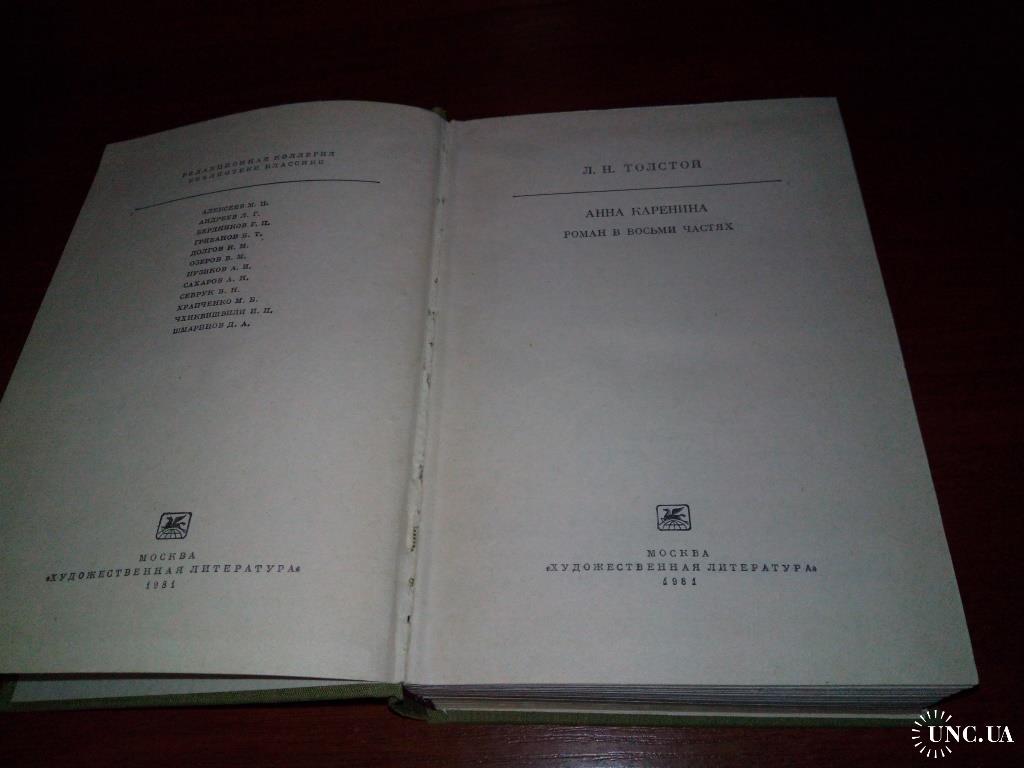 РЕДАКЦИОННАЯ КОЛЛЕГИЯ
БИБЛИОТЕКИ КЛАССИКИ
АЛЕКСЕЕВ М. Н.
АНДРЕЕВ Л. Г.
БЕРДНИКОВ Г. П.
ГРИБАНОВ Б. Т.
ДОЛГОВ К. М.
ОЗЕРОВ В. М.
ПУЗИКОВ А. И.
САХАРОВ А. Н.
СЕВРУК В. Н.
ХРАПЧЕНКО М. Б.
ЧХИКВИШВИЛИ И. И.
ШМАРИНОВ Д. А.
МОСКВА
«ХУДОЖЕСТВЕННАЯ ЛИТЕРАТУРА»
1981
Л. Н. ТОЛСТОЙ
АННА КАРЕНИНА
РОМАН В ВОСЬМИ ЧАСТЯХ
МОСКВА
«ХУДОЖЕСТВЕННАЯ ЛИТЕРАТУРА»
1981
UNC.UA